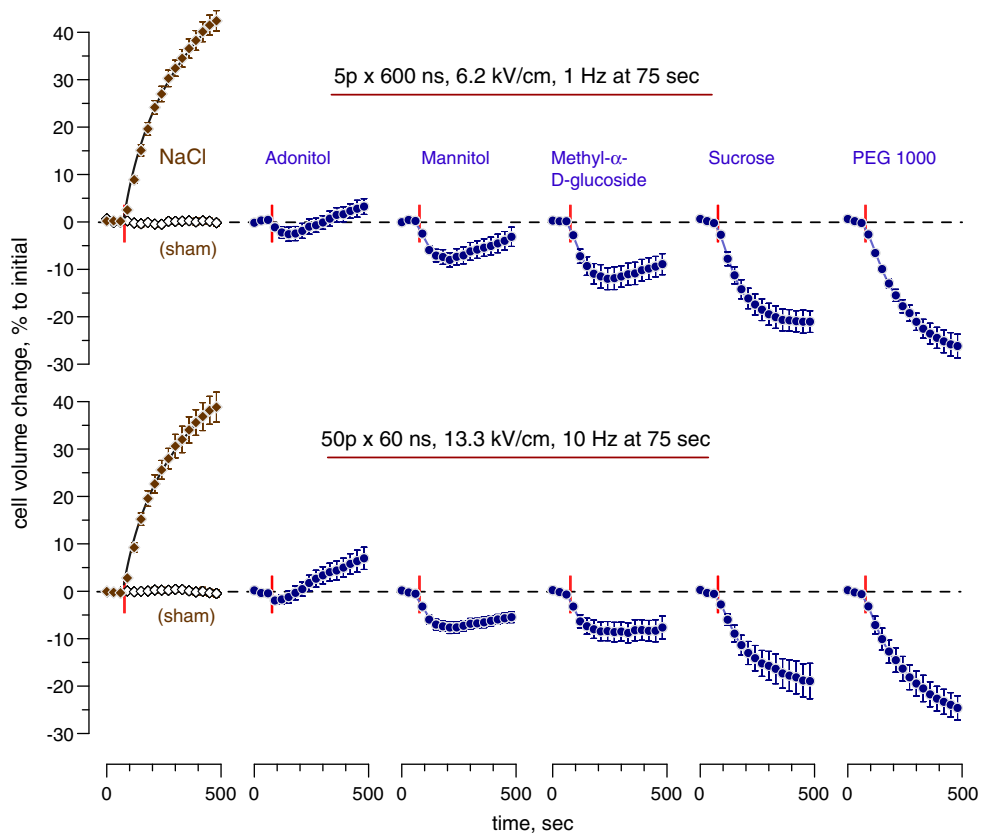 40
5p x 600 ns, 6.2 kV/cm, 1 Hz at 75 sec
30
20
NaCl
Adonitol
Mannitol
Methyl-α-
D-glucoside
Sucrose
PEG 1000
10
0
(sham)
-10
-20
-30
cell volume change, % to initial
40
50p x 60 ns, 13.3 kV/cm, 10 Hz at 75 sec
30
20
10
0
(sham)
-10
-20
-30
0 500 0 500 0 500 0 500 0 500 0 500
time, sec